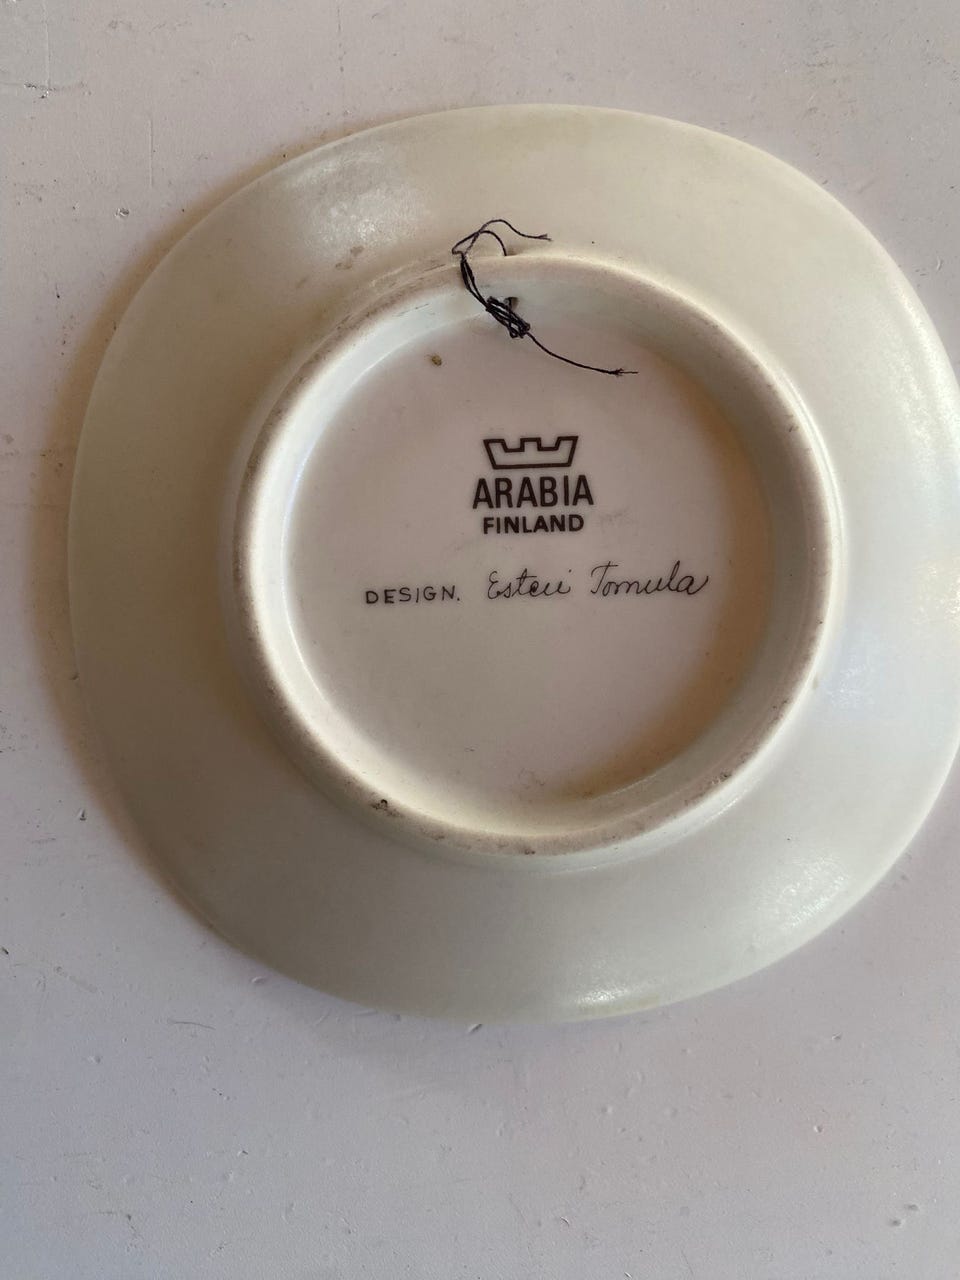 ARABIA
FINLAND
DESIGN. Esteri Tomula